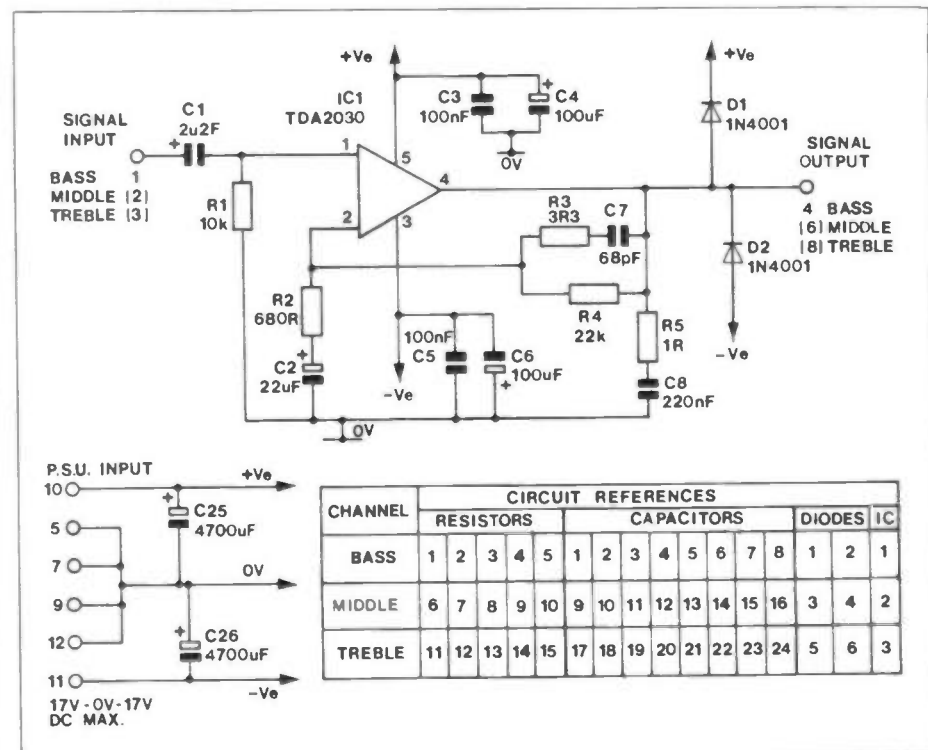 +Ve
IC1
TDA2030
C3
100nF
+
C4
100uF
0V
+Ve
D1
1N4001
C1
2u2F
+
SIGNAL
INPUT
BASS 1
MIDDLE (2)
TREBLE (3)
R1
10k
1
5
2
3
4
R3
3R3
C7
68pF
R4
22k
SIGNAL
OUTPUT
4 BASS
(6) MIDDLE
(8) TREBLE
D2
1N4001
-Ve
R2
680R
+
C2
22uF
100nF
C5
C6
100uF
+
-Ve
R5
1R
C8
220nF
0V
P.S.U. INPUT
10
+Ve
+
C25
4700uF
5
7
0V
9
+
C26
4700uF
12
11
-Ve
17V-0V-17V
DC MAX.
CHANNEL CIRCUIT REFERENCES
RESISTORS CAPACITORS DIODES IC
BASS 1 2 3 4 5 1 2 3 4 5 6 7 8 1 2 1
MIDDLE 6 7 8 9 10 9 10 11 12 13 14 15 16 3 4 2
TREBLE 11 12 13 14 15 17 18 19 20 21 22 23 24 5 6 3